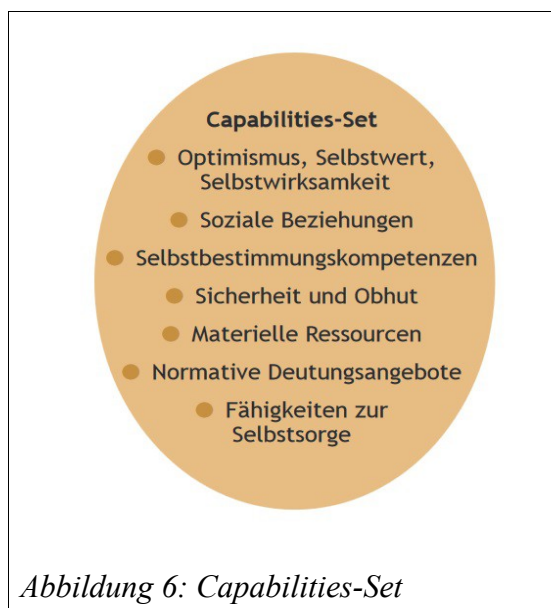 Capabilities-Set
Optimismus, Selbstwert,
Selbstwirksamkeit
Soziale Beziehungen
Selbstbestimmungskompetenzen
Sicherheit und Obhut
Materielle Ressourcen
Normative Deutungsangebote
Fähigkeiten zur
Selbstsorge
Abbildung 6: Capabilities-Set